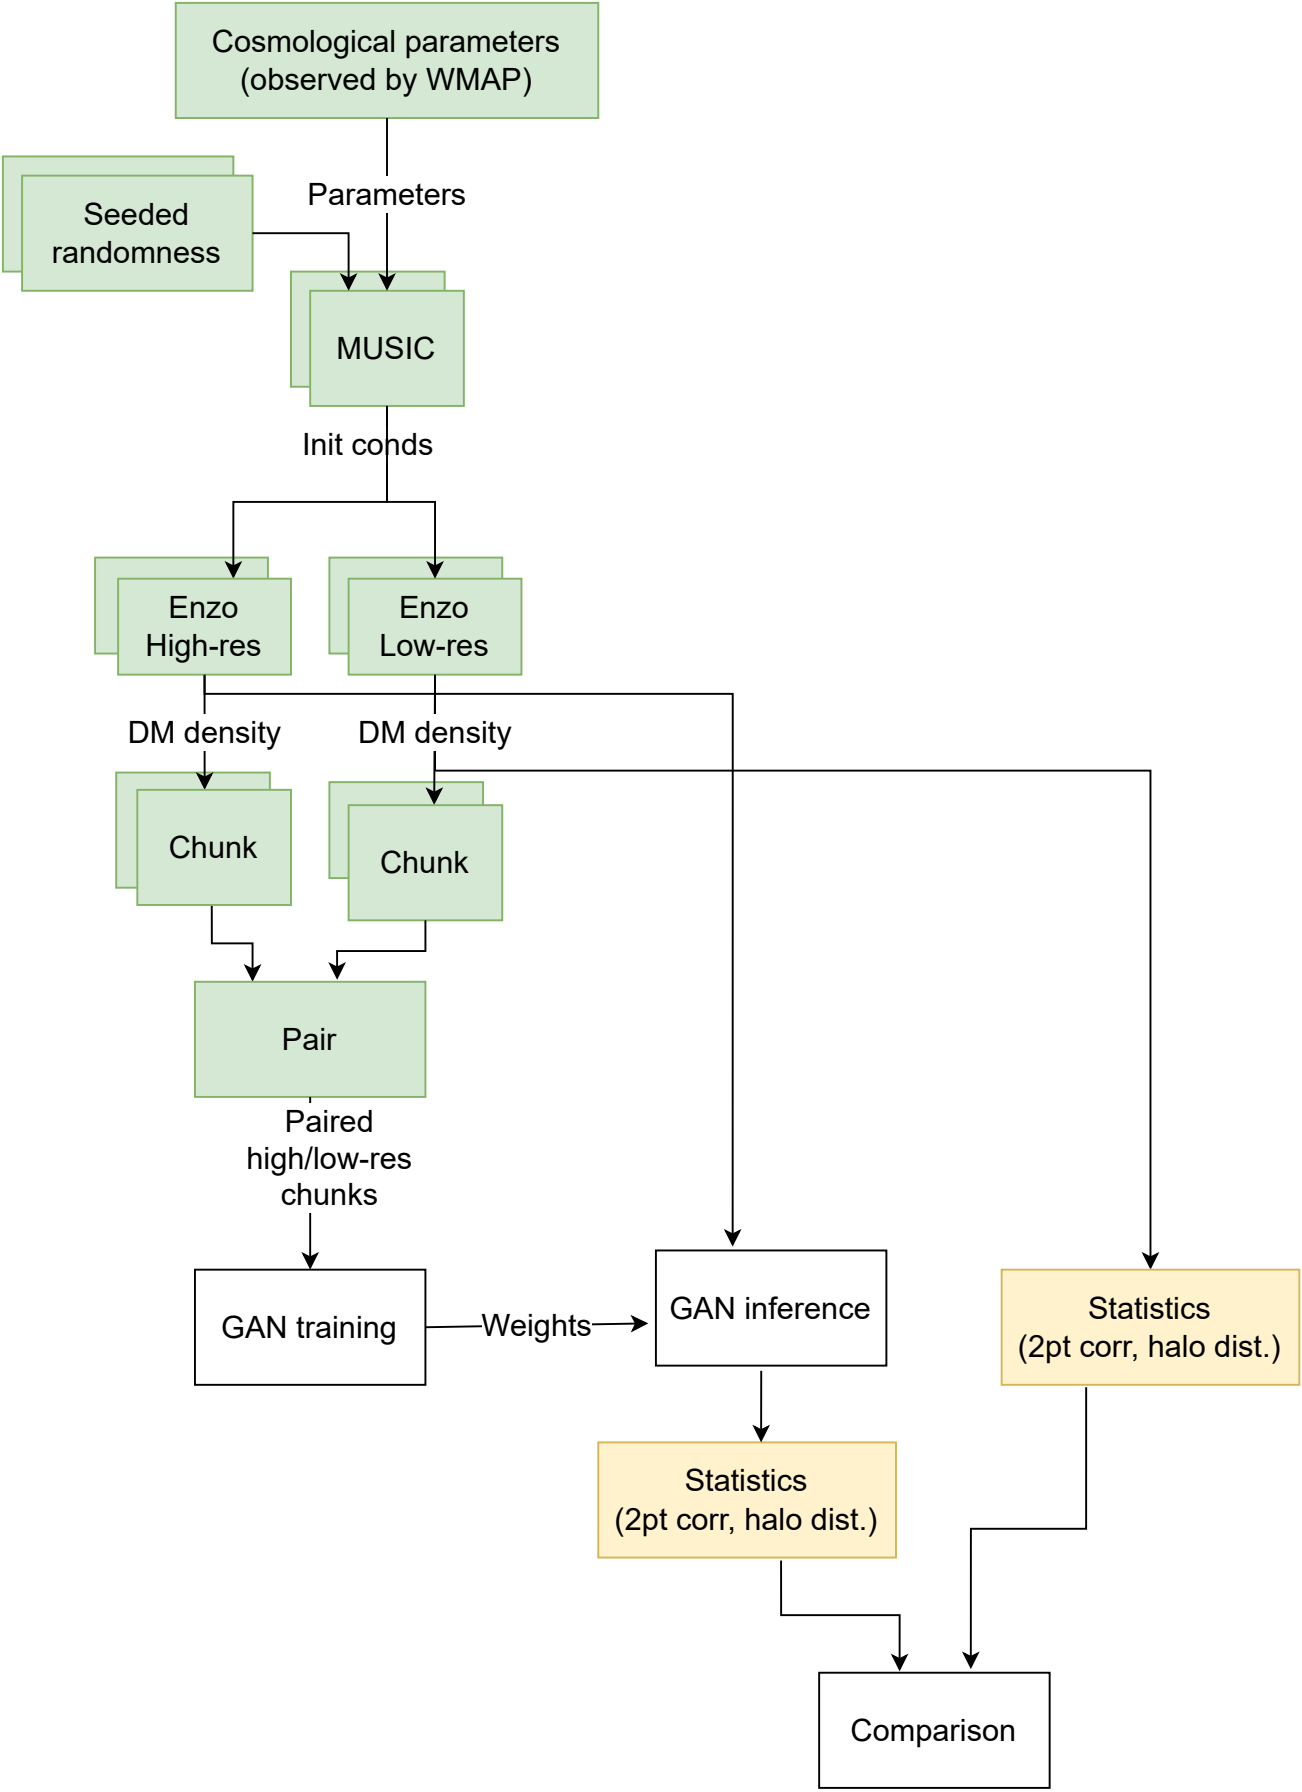 Cosmological parameters
(observed by WMAP)
Parameters
Seeded
randomness
MUSIC
Init conds
Enzo
High-res
Enzo
Low-res
DM density
DM density
Chunk
Chunk
Pair
Paired
high/low-res
chunks
GAN training
Weights
GAN inference
Statistics
(2pt corr, halo dist.)
Statistics
(2pt corr, halo dist.)
Comparison